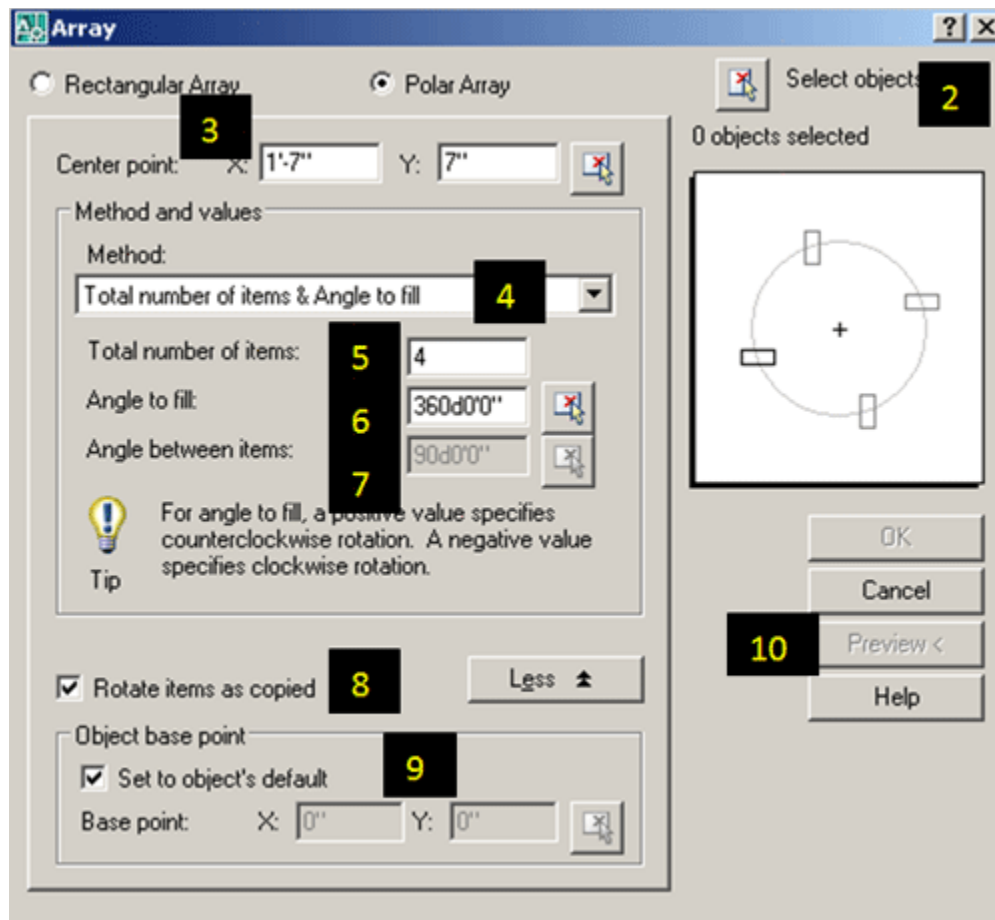 Array
Rectangular Array
Polar Array
Select objects
2
3
0 objects selected
Center point: X: 1'-7" Y: 7"
Method and values
Method:
Total number of items & Angle to fill
4
Total number of items: 5 4
Angle to fill: 6 360d0'0"
Angle between items: 7 90d0'0"
For angle to fill, a positive value specifies
counterclockwise rotation. A negative value
specifies clockwise rotation.
Tip
OK
Cancel
10 Preview <
Help
Rotate items as copied 8
Less
Object base point
9
Set to object's default
Base point: X: 0" Y: 0"